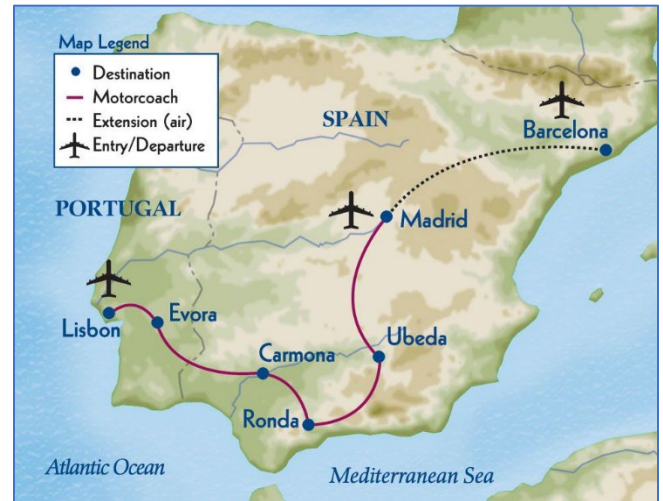 Map Legend
Destination
Motorcoach
Extension (air)
Entry/Departure
SPAIN
Barcelona
PORTUGAL
Madrid
Lisbon
Evora
Carmona
Ubeda
Ronda
Atlantic Ocean
Mediterranean Sea